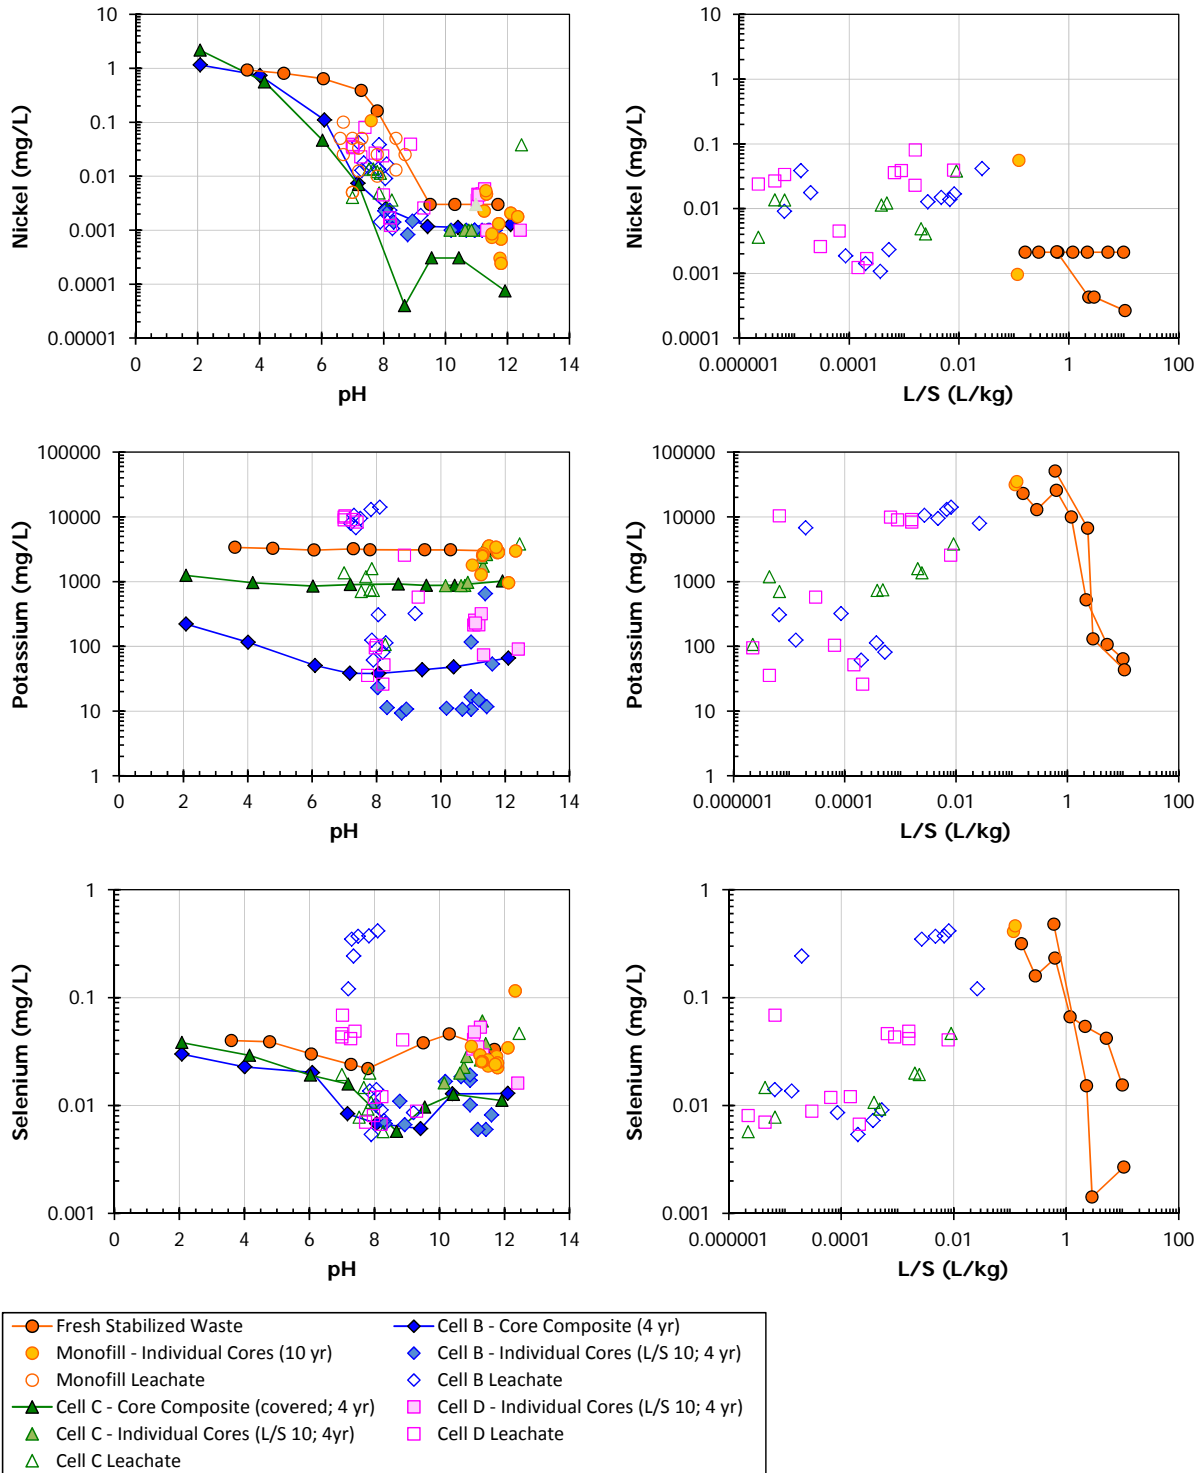 10
1
0.1
0.01
0.001
0.0001
0.00001
Nickel (mg/L)
0 2 4 6 8 10 12 14
pH
10
1
0.1
0.01
0.001
0.0001
Nickel (mg/L)
0.000001 0.0001 0.01 1 100
L/S (L/kg)
100000
10000
1000
100
10
1
Potassium (mg/L)
0 2 4 6 8 10 12 14
pH
100000
10000
1000
100
10
1
Potassium (mg/L)
0.000001 0.0001 0.01 1 100
L/S (L/kg)
1
0.1
0.01
0.001
Selenium (mg/L)
0 2 4 6 8 10 12 14
pH
1
0.1
0.01
0.001
Selenium (mg/L)
0.000001 0.0001 0.01 1 100
L/S (L/kg)
Fresh Stabilized Waste
Monofill - Individual Cores (10 yr)
Monofill Leachate
Cell C - Core Composite (covered; 4 yr)
Cell C - Individual Cores (L/S 10; 4yr)
Cell C Leachate
Cell B - Core Composite (4 yr)
Cell B - Individual Cores (L/S 10; 4 yr)
Cell B Leachate
Cell D - Individual Cores (L/S 10; 4 yr)
Cell D Leachate